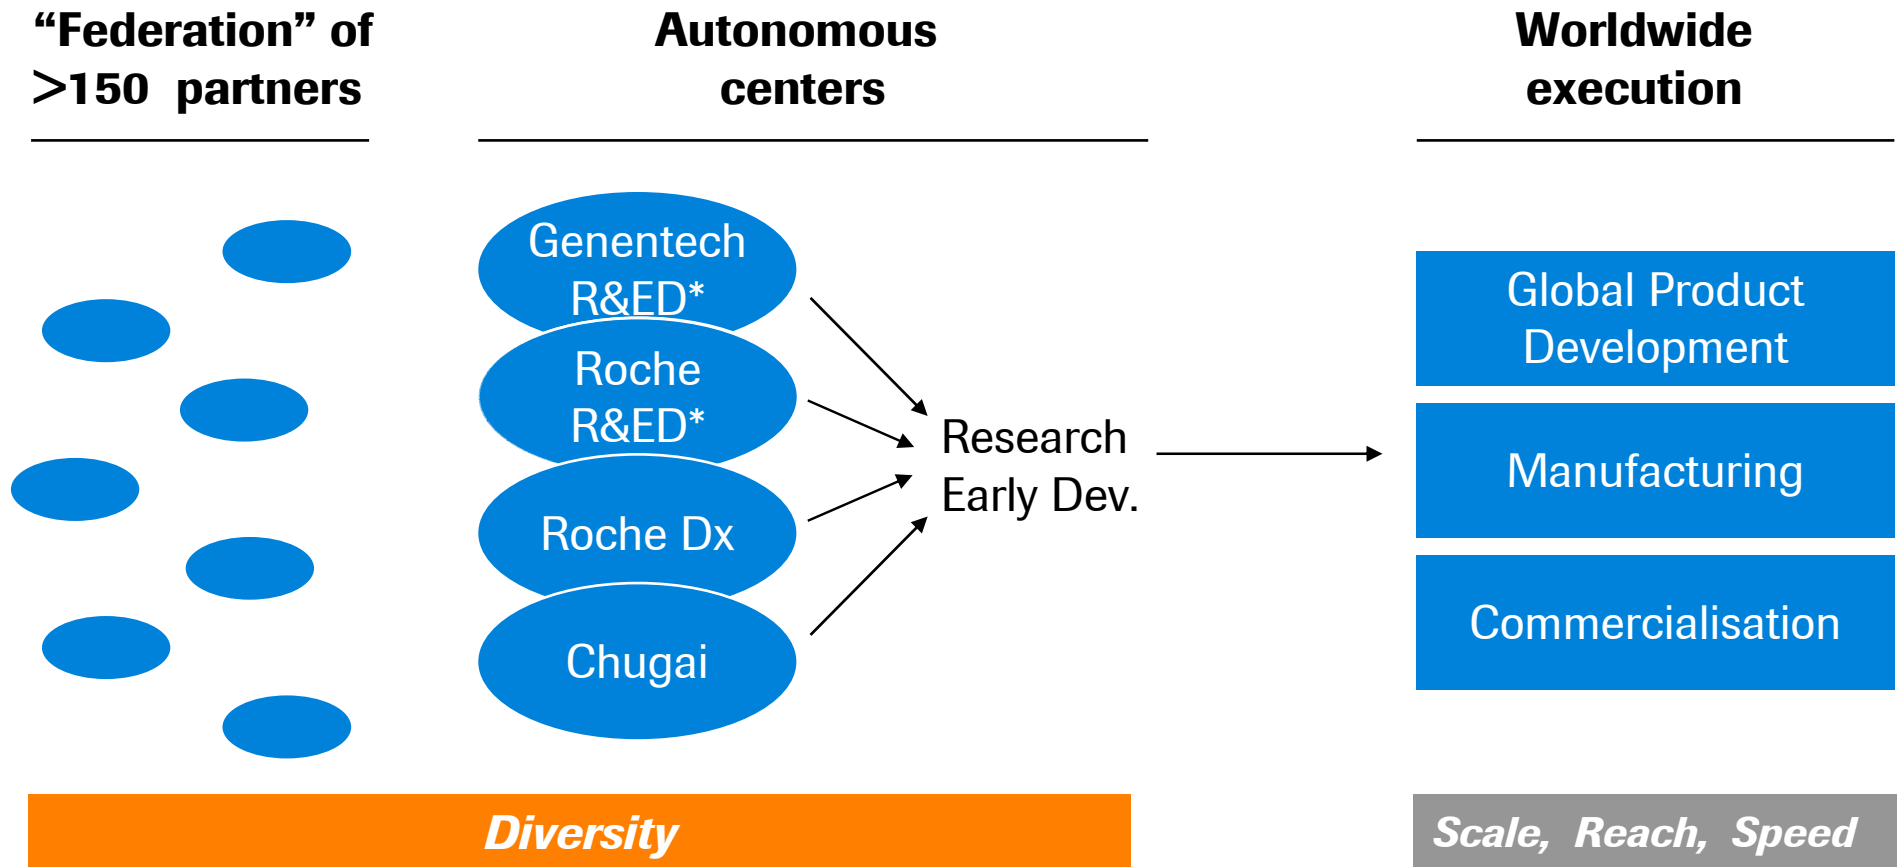 “Federation” of
>150 partners
Autonomous
centers
Worldwide
execution
Genentech
R&ED*
Roche
R&ED*
Roche Dx
Chugai
Research
Early Dev.
Global Product
Development
Manufacturing
Commercialisation
Diversity
Scale, Reach, Speed